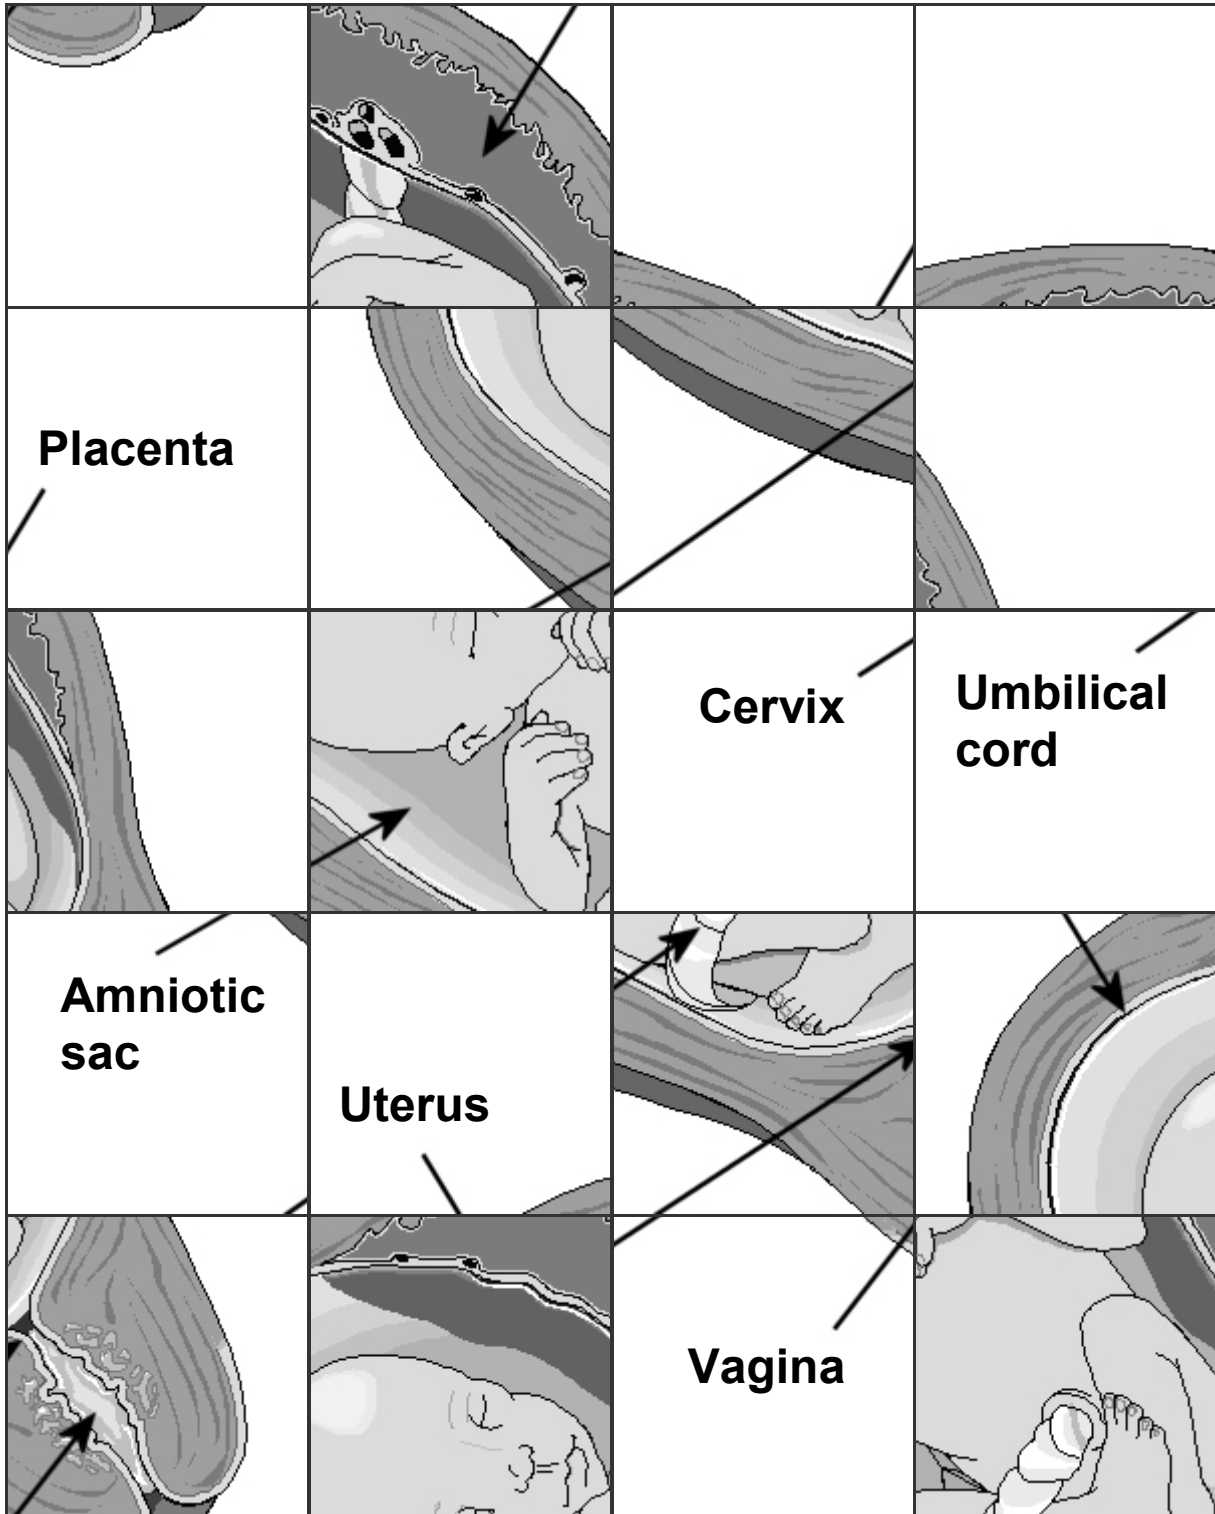 Placenta
Cervix
Umbilical
cord
Amniotic
sac
Uterus
Vagina